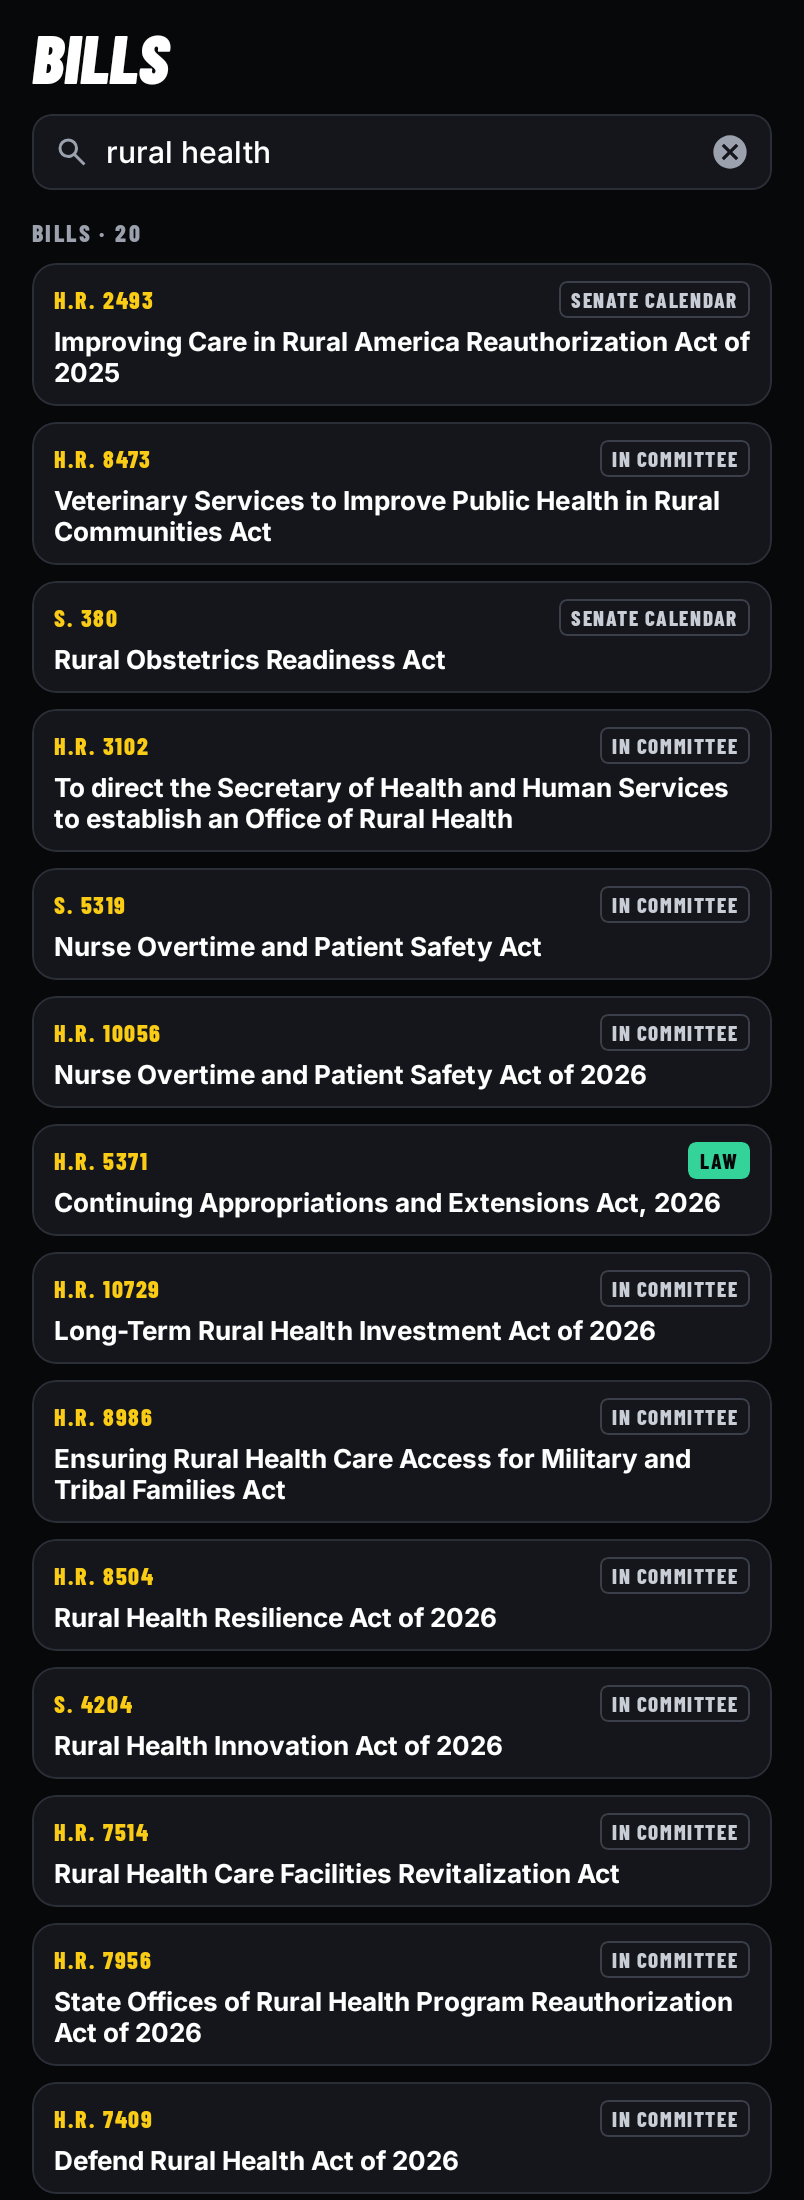 BILLS
rural health
BILLS · 20
H.R. 2493
SENATE CALENDAR
Improving Care in Rural America Reauthorization Act of
2025
H.R. 8473
IN COMMITTEE
Veterinary Services to Improve Public Health in Rural
Communities Act
S. 380
SENATE CALENDAR
Rural Obstetrics Readiness Act
H.R. 3102
IN COMMITTEE
To direct the Secretary of Health and Human Services
to establish an Office of Rural Health
S. 5319
IN COMMITTEE
Nurse Overtime and Patient Safety Act
H.R. 10056
IN COMMITTEE
Nurse Overtime and Patient Safety Act of 2026
H.R. 5371
LAW
Continuing Appropriations and Extensions Act, 2026
H.R. 10729
IN COMMITTEE
Long-Term Rural Health Investment Act of 2026
H.R. 8986
IN COMMITTEE
Ensuring Rural Health Care Access for Military and
Tribal Families Act
H.R. 8504
IN COMMITTEE
Rural Health Resilience Act of 2026
S. 4204
IN COMMITTEE
Rural Health Innovation Act of 2026
H.R. 7514
IN COMMITTEE
Rural Health Care Facilities Revitalization Act
H.R. 7956
IN COMMITTEE
State Offices of Rural Health Program Reauthorization
Act of 2026
H.R. 7409
IN COMMITTEE
Defend Rural Health Act of 2026